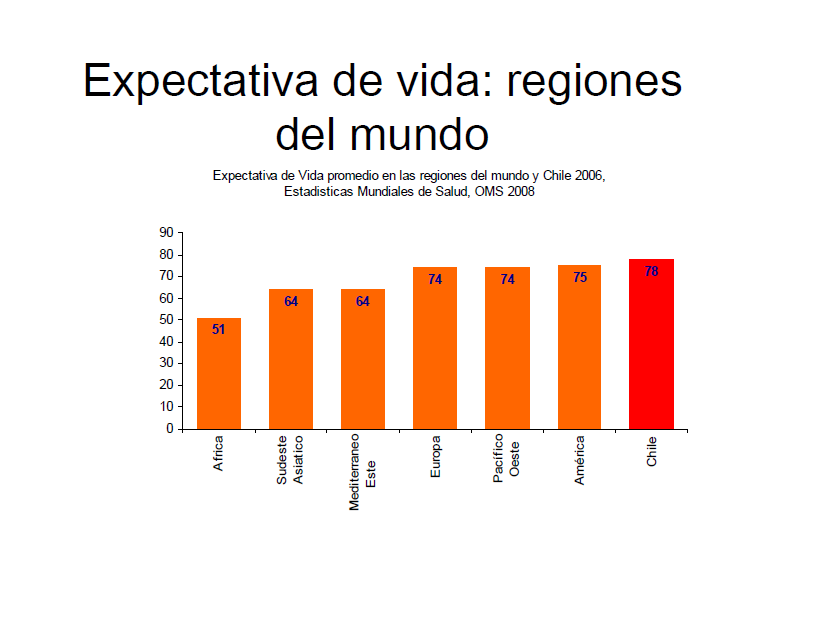 Expectativa de vida: regiones
del mundo
Expectativa de Vida promedio en las regiones del mundo y Chile 2006,
Estadisticas Mundiales de Salud, OMS 2008
90
80
70
60
50
40
30
20
10
0
51
64
64
74
74
75
78
Africa
Sudeste
Asiatico
Mediterraneo
Este
Europa
Pacífico
Oeste
América
Chile